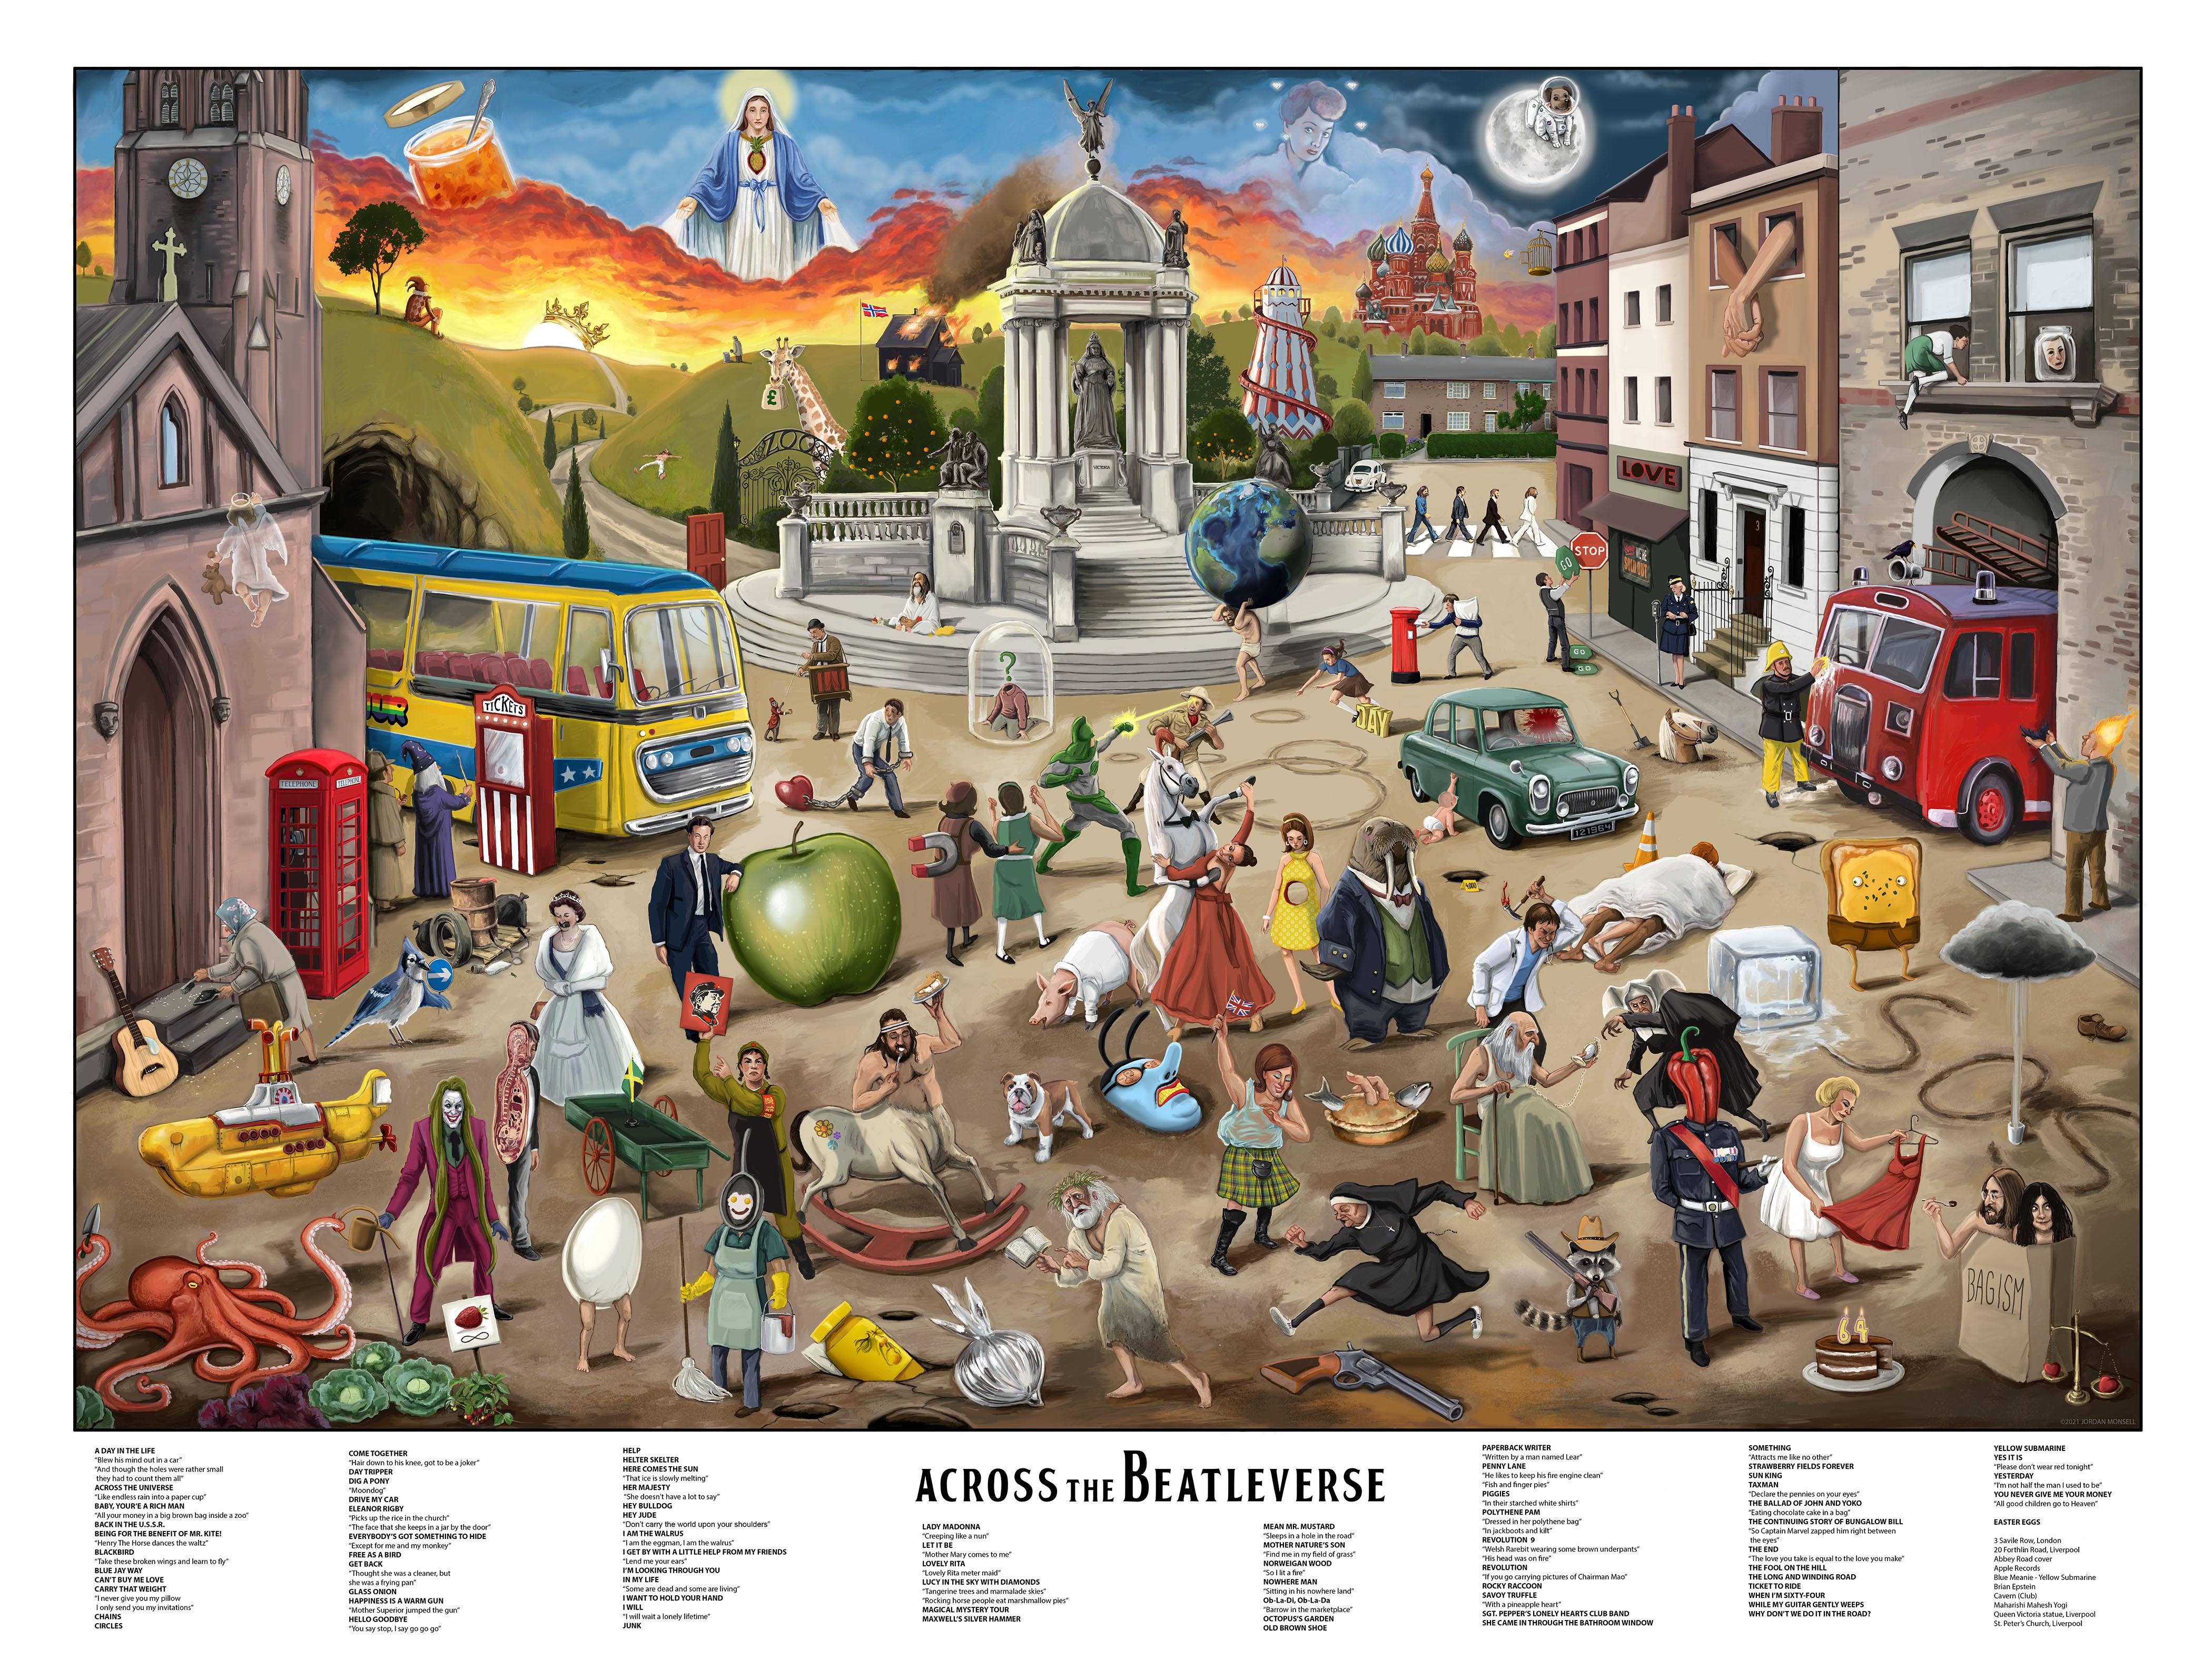 ZOO
£
VICTORIA
LOVE
STOP
GO
3
SOLD OUT
GO
GO
DAY
TICKETS
?
OUR
TELEPHONE
TELEPHONE
121964
4,000
BAGISM
64
©2021 JORDAN MONSELL
ACROSS THE BEATLEVERSE
A DAY IN THE LIFE
“Blew his mind out in a car”
“And though the holes were rather small
they had to count them all”
ACROSS THE UNIVERSE
“Like endless rain into a paper cup”
BABY, YOUR'E A RICH MAN
“All your money in a big brown bag inside a zoo”
BACK IN THE U.S.S.R.
BEING FOR THE BENEFIT OF MR. KITE!
“Henry The Horse dances the waltz”
BLACKBIRD
“Take these broken wings and learn to fly”
BLUE JAY WAY
CAN'T BUY ME LOVE
CARRY THAT WEIGHT
“I never give you my pillow
I only send you my invitations”
CHAINS
CIRCLES
COME TOGETHER
“Hair down to his knee, got to be a joker”
DAY TRIPPER
DIG A PONY
“Moondog”
DRIVE MY CAR
ELEANOR RIGBY
“Picks up the rice in the church”
“The face that she keeps in a jar by the door”
EVERYBODY'S GOT SOMETHING TO HIDE
“Except for me and my monkey”
FREE AS A BIRD
GET BACK
“Thought she was a cleaner, but
she was a frying pan”
GLASS ONION
HAPPINESS IS A WARM GUN
“Mother Superior jumped the gun”
HELLO GOODBYE
“You say stop, I say go go go”
HELP
HELTER SKELTER
HERE COMES THE SUN
“That ice is slowly melting”
HER MAJESTY
“She doesn't have a lot to say”
HEY BULLDOG
HEY JUDE
“Don't carry the world upon your shoulders”
I AM THE WALRUS
“I am the eggman, I am the walrus”
I GET BY WITH A LITTLE HELP FROM MY FRIENDS
“Lend me your ears”
I'M LOOKING THROUGH YOU
IN MY LIFE
“Some are dead and some are living”
I WANT TO HOLD YOUR HAND
I WILL
“I will wait a lonely lifetime”
JUNK
LADY MADONNA
“Creeping like a nun”
LET IT BE
“Mother Mary comes to me”
LOVELY RITA
“Lovely Rita meter maid”
LUCY IN THE SKY WITH DIAMONDS
“Tangerine trees and marmalade skies”
“Rocking horse people eat marshmallow pies”
MAGICAL MYSTERY TOUR
MAXWELL'S SILVER HAMMER
MEAN MR. MUSTARD
“Sleeps in a hole in the road”
MOTHER NATURE'S SON
“Find me in my field of grass”
NORWEIGAN WOOD
“So I lit a fire”
NOWHERE MAN
“Sitting in his nowhere land”
Ob-La-Di, Ob-La-Da
“Barrow in the marketplace”
OCTOPUS'S GARDEN
OLD BROWN SHOE
PAPERBACK WRITER
“Written by a man named Lear”
PENNY LANE
“He likes to keep his fire engine clean”
“Fish and finger pies”
PIGGIES
“In their starched white shirts”
POLYTHENE PAM
“Dressed in her polythene bag”
“In jackboots and kilt”
REVOLUTION 9
“Welsh Rarebit wearing some brown underpants”
“His head was on fire”
REVOLUTION
“If you go carrying pictures of Chairman Mao”
ROCKY RACCOON
SAVOY TRUFFLE
“With a pineapple heart”
SGT. PEPPER'S LONELY HEARTS CLUB BAND
SHE CAME IN THROUGH THE BATHROOM WINDOW
SOMETHING
“Attracts me like no other”
STRAWBERRY FIELDS FOREVER
SUN KING
TAXMAN
“Declare the pennies on your eyes”
THE BALLAD OF JOHN AND YOKO
“Eating chocolate cake in a bag”
THE CONTINUING STORY OF BUNGALOW BILL
“So Captain Marvel zapped him right between
the eyes”
THE END
“The love you take is equal to the love you make”
THE FOOL ON THE HILL
THE LONG AND WINDING ROAD
TICKET TO RIDE
WHEN I'M SIXTY-FOUR
WHILE MY GUITAR GENTLY WEEPS
WHY DON'T WE DO IT IN THE ROAD?
YELLOW SUBMARINE
YES IT IS
“Please don't wear red tonight”
YESTERDAY
“I'm not half the man I used to be”
YOU NEVER GIVE ME YOUR MONEY
“All good children go to Heaven”
EASTER EGGS
3 Savile Row, London
20 Forthlin Road, Liverpool
Abbey Road cover
Apple Records
Blue Meanie - Yellow Submarine
Brian Epstein
Cavern (Club)
Maharishi Mahesh Yogi
Queen Victoria statue, Liverpool
St. Peter's Church, Liverpool